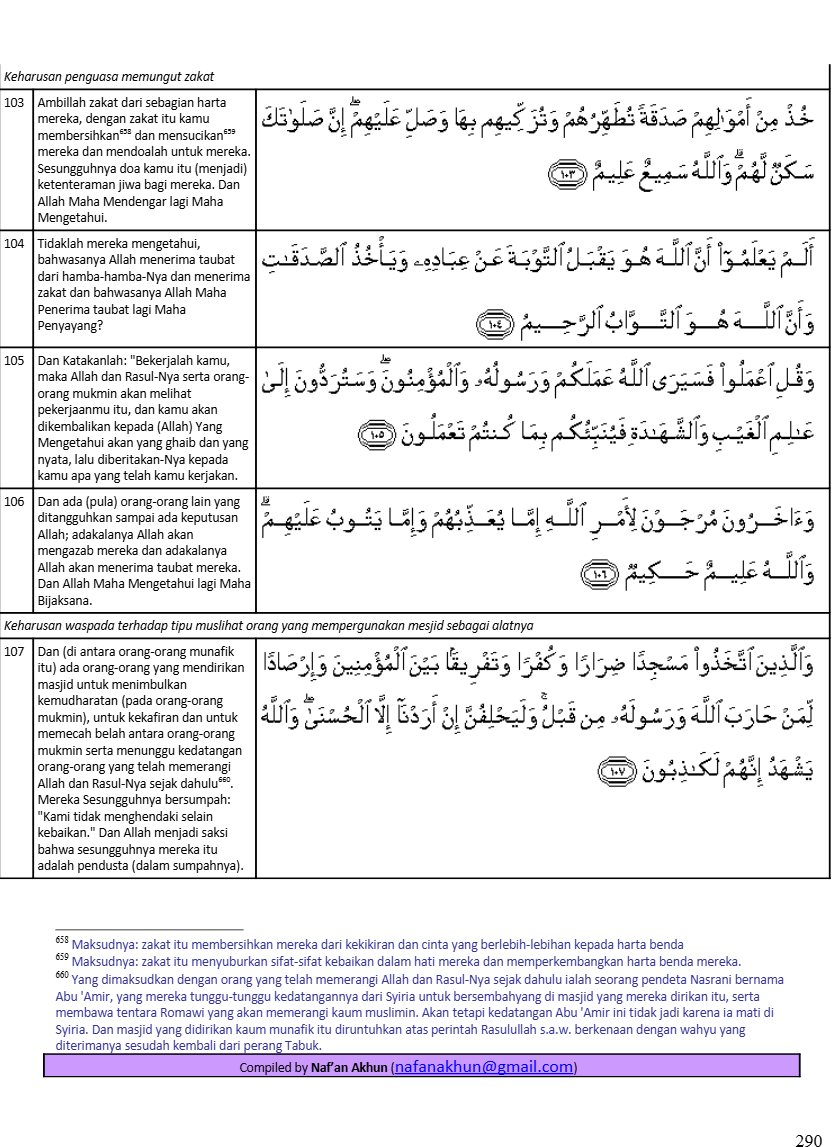 Keharusan penguasa memungut zakat
103
Ambillah zakat dari sebagian harta
mereka, dengan zakat itu kamu
membersihkan⁶⁵⁸ dan mensucikan⁶⁵⁹
mereka dan mendoalah untuk mereka.
Sesungguhnya doa kamu itu (menjadi)
ketenteraman jiwa bagi mereka. Dan
Allah Maha Mendengar lagi Maha
Mengetahui.
خُذْ مِنْ أَمْوَٰلِهِمْ صَدَقَةً تُطَهِّرُهُمْ وَتُزَكِّيهِم بِهَا وَصَلِّ عَلَيْهِمْ ۖ إِنَّ صَلَوٰتَكَ
سَكَنٌ لَّهُمْ ۗ وَٱللَّهُ سَمِيعٌ عَلِيمٌ ﴿١٠٣﴾
104
Tidaklah mereka mengetahui,
bahwasanya Allah menerima taubat
dari hamba-hamba-Nya dan menerima
zakat dan bahwasanya Allah Maha
Penerima taubat lagi Maha
Penyayang?
أَلَمْ يَعْلَمُوٓا۟ أَنَّ ٱللَّهَ هُوَ يَقْبَلُ ٱلتَّوْبَةَ عَنْ عِبَادِهِۦ وَيَأْخُذُ ٱلصَّدَقَـٰتِ
وَأَنَّ ٱللَّهَ هُوَ ٱلتَّوَّابُ ٱلرَّحِيمُ ﴿١٠٤﴾
105
Dan Katakanlah: "Bekerjalah kamu,
maka Allah dan Rasul-Nya serta orang-
orang mukmin akan melihat
pekerjaanmu itu, dan kamu akan
dikembalikan kepada (Allah) Yang
Mengetahui akan yang ghaib dan yang
nyata, lalu diberitakan-Nya kepada
kamu apa yang telah kamu kerjakan.
وَقُلِ ٱعْمَلُوا۟ فَسَيَرَى ٱللَّهُ عَمَلَكُمْ وَرَسُولُهُۥ وَٱلْمُؤْمِنُونَ ۖ وَسَتُرَدُّونَ إِلَىٰ
عَـٰلِمِ ٱلْغَيْبِ وَٱلشَّهَـٰدَةِ فَيُنَبِّئُكُم بِمَا كُنتُمْ تَعْمَلُونَ ﴿١٠٥﴾
106
Dan ada (pula) orang-orang lain yang
ditangguhkan sampai ada keputusan
Allah; adakalanya Allah akan
mengazab mereka dan adakalanya
Allah akan menerima taubat mereka.
Dan Allah Maha Mengetahui lagi Maha
Bijaksana.
وَءَاخَرُونَ مُرْجَوْنَ لِأَمْرِ ٱللَّهِ إِمَّا يُعَذِّبُهُمْ وَإِمَّا يَتُوبُ عَلَيْهِمْ ۗ
وَٱللَّهُ عَلِيمٌ حَكِيمٌ ﴿١٠٦﴾
Keharusan waspada terhadap tipu muslihat orang yang mempergunakan mesjid sebagai alatnya
107
Dan (di antara orang-orang munafik
itu) ada orang-orang yang mendirikan
masjid untuk menimbulkan
kemudharatan (pada orang-orang
mukmin), untuk kekafiran dan untuk
memecah belah antara orang-orang
mukmin serta menunggu kedatangan
orang-orang yang telah memerangi
Allah dan Rasul-Nya sejak dahulu⁶⁶⁰.
Mereka Sesungguhnya bersumpah:
"Kami tidak menghendaki selain
kebaikan." Dan Allah menjadi saksi
bahwa sesungguhnya mereka itu
adalah pendusta (dalam sumpahnya).
وَٱلَّذِينَ ٱتَّخَذُوا۟ مَسْجِدًا ضِرَارًا وَكُفْرًا وَتَفْرِيقًۢا بَيْنَ ٱلْمُؤْمِنِينَ وَإِرْصَادًا
لِّمَنْ حَارَبَ ٱللَّهَ وَرَسُولَهُۥ مِن قَبْلُ ۚ وَلَيَحْلِفُنَّ إِنْ أَرَدْنَآ إِلَّا ٱلْحُسْنَىٰ ۖ وَٱللَّهُ
يَشْهَدُ إِنَّهُمْ لَكَـٰذِبُونَ ﴿١٠٧﴾
⁶⁵⁸ Maksudnya: zakat itu membersihkan mereka dari kekikiran dan cinta yang berlebih-lebihan kepada harta benda
⁶⁵⁹ Maksudnya: zakat itu menyuburkan sifat-sifat kebaikan dalam hati mereka dan memperkembangkan harta benda mereka.
⁶⁶⁰ Yang dimaksudkan dengan orang yang telah memerangi Allah dan Rasul-Nya sejak dahulu ialah seorang pendeta Nasrani bernama
Abu 'Amir, yang mereka tunggu-tunggu kedatangannya dari Syiria untuk bersembahyang di masjid yang mereka dirikan itu, serta
membawa tentara Romawi yang akan memerangi kaum muslimin. Akan tetapi kedatangan Abu 'Amir ini tidak jadi karena ia mati di
Syiria. Dan masjid yang didirikan kaum munafik itu diruntuhkan atas perintah Rasulullah s.a.w. berkenaan dengan wahyu yang
diterimanya sesudah kembali dari perang Tabuk.
Compiled by Naf’an Akhun (nafanakhun@gmail.com)
290